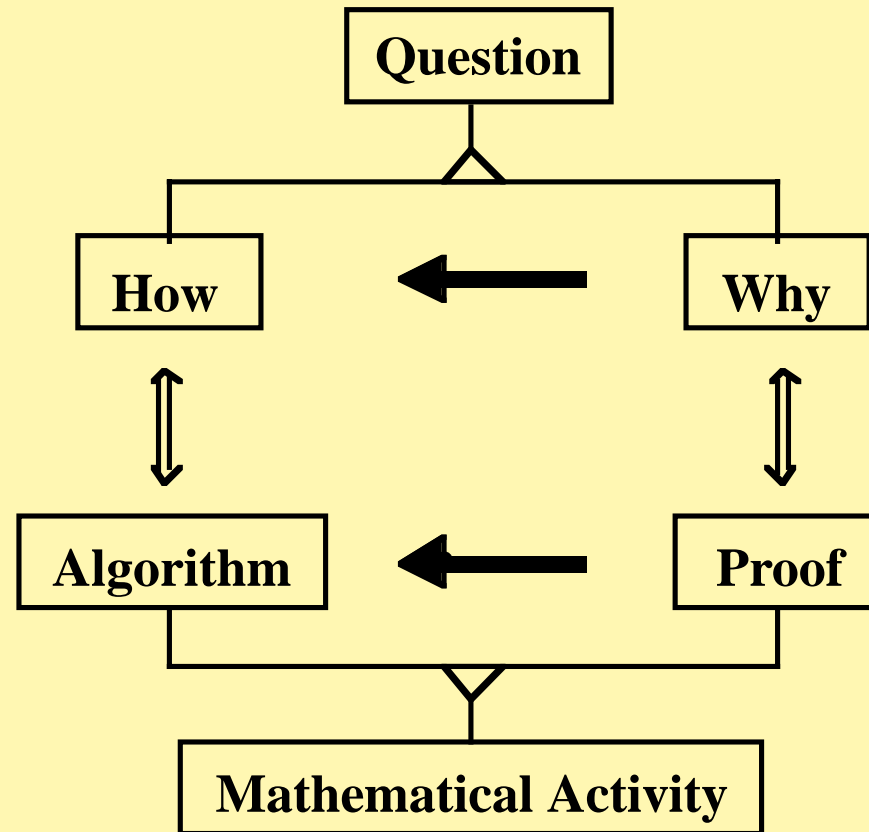 Question
How
Why
Algorithm
Proof
Mathematical Activity